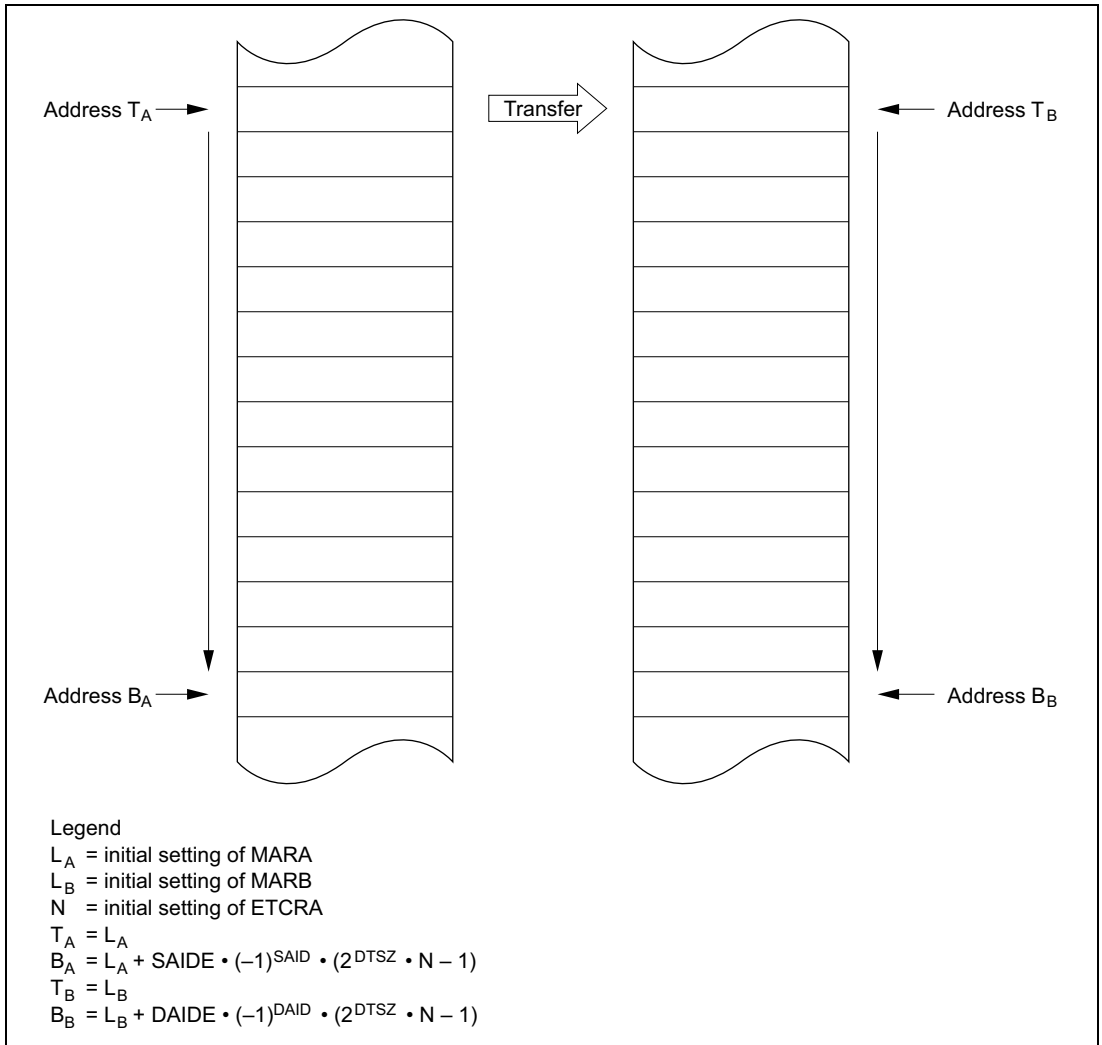 Address T_A
Transfer
Address T_B
Address B_A
Address B_B
Legend
L_A = initial setting of MARA
L_B = initial setting of MARB
N = initial setting of ETCRA
T_A = L_A
B_A = L_A + SAIDE • (–1)^SAID • (2^DTSZ • N – 1)
T_B = L_B
B_B = L_B + DAIDE • (–1)^DAID • (2^DTSZ • N – 1)